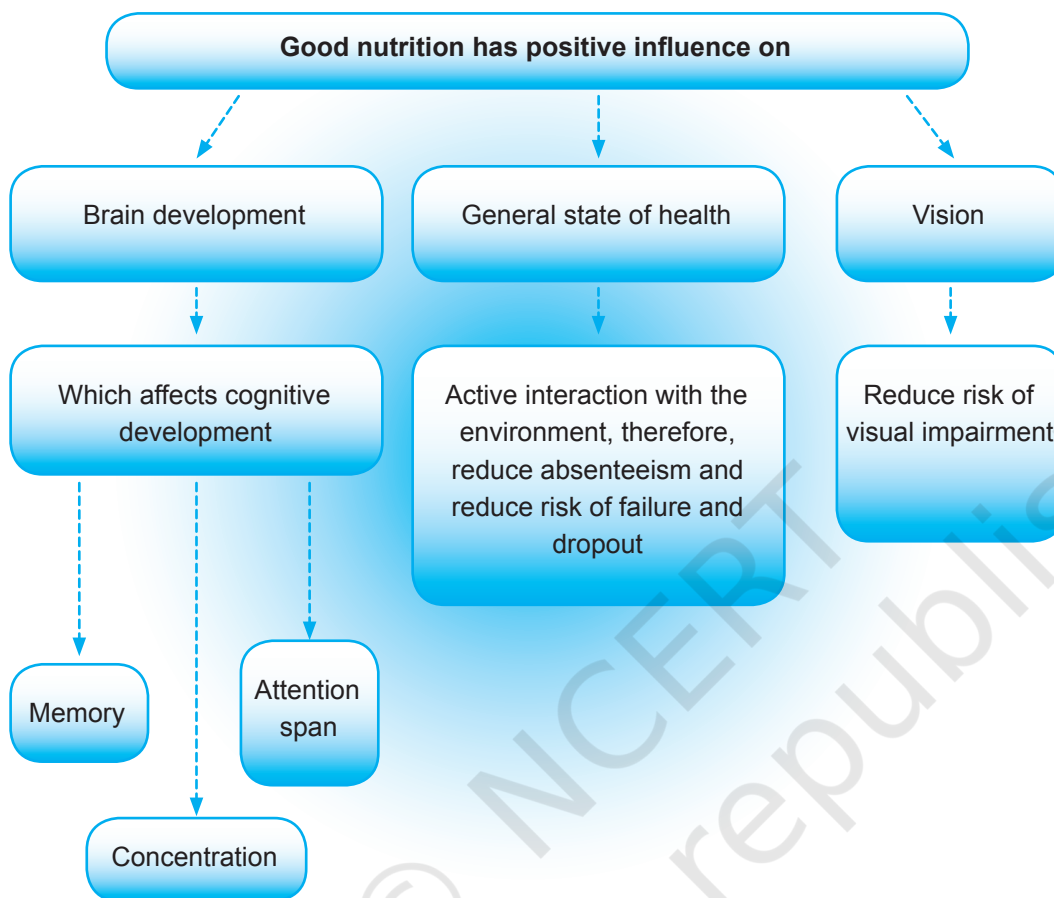 Good nutrition has positive influence on
Brain development
General state of health
Vision
Which affects cognitive
development
Active interaction with the
environment, therefore,
reduce absenteeism and
reduce risk of failure and
dropout
Reduce risk of
visual impairment
Memory
Attention
span
Concentration
© NCERT